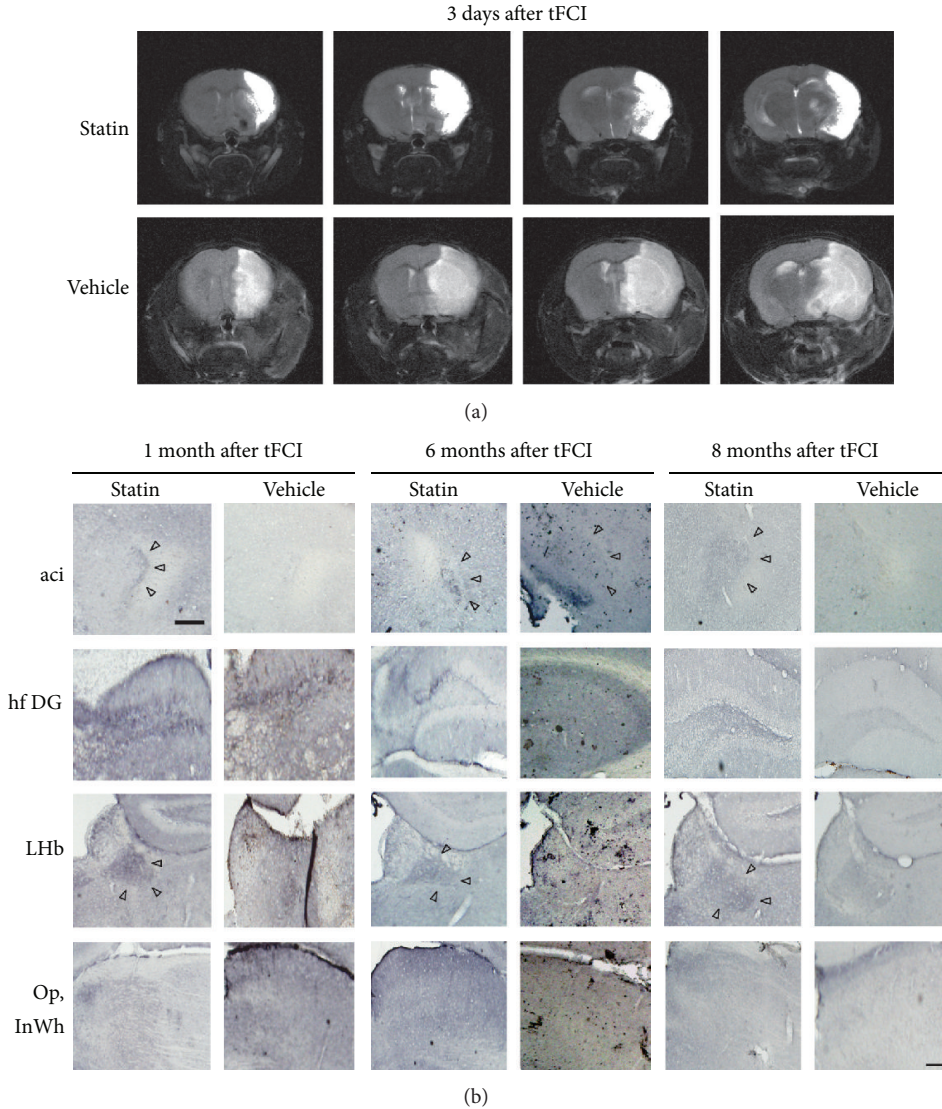 3 days after tFCI
Statin
Vehicle
(a)
1 month after tFCI 6 months after tFCI 8 months after tFCI
Statin Vehicle Statin Vehicle Statin Vehicle
aci
hf DG
LHb
Op,
InWh
(b)